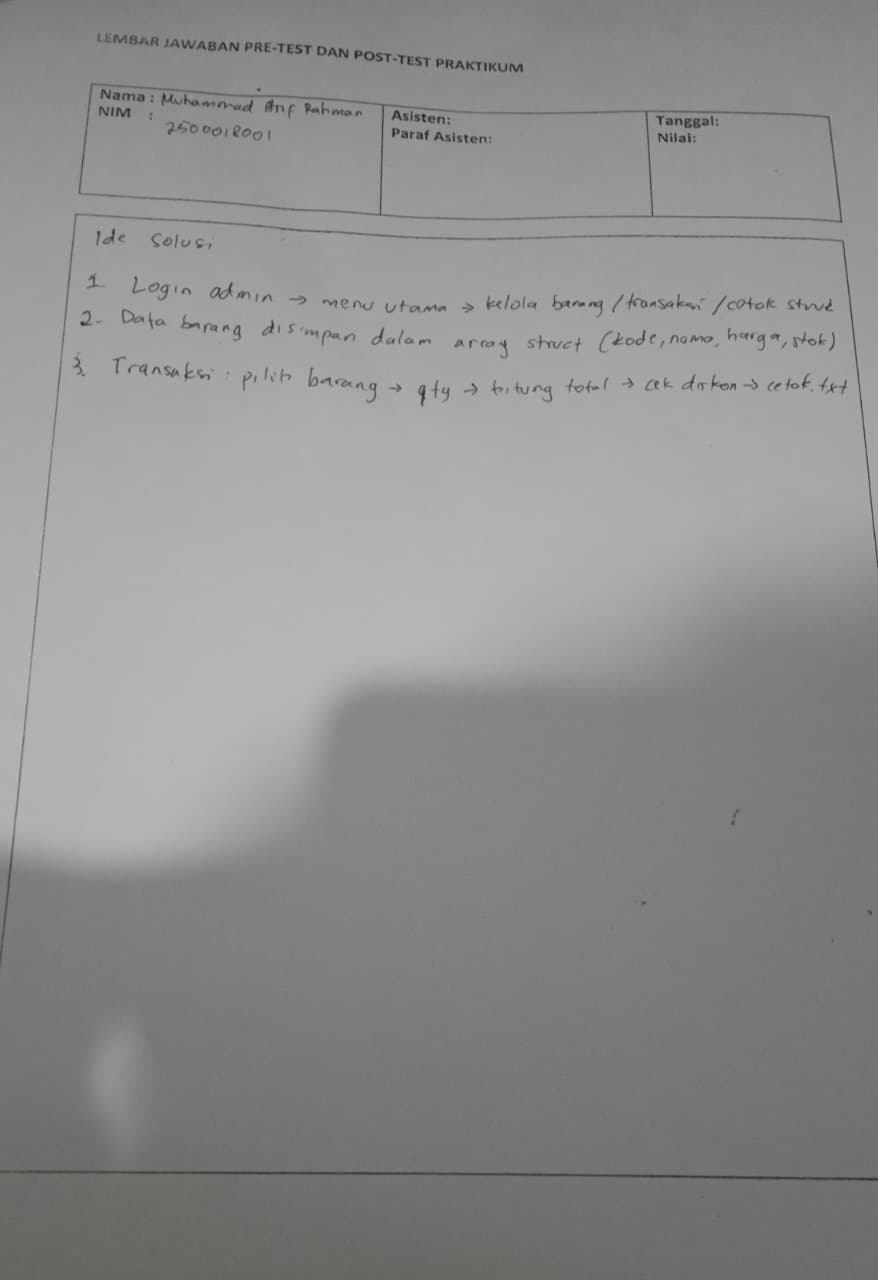 LEMBAR JAWABAN PRE-TEST DAN POST-TEST PRAKTIKUM
Nama : Muhammad Arif Rahman
NIM : 2500018001
Asisten:
Paraf Asisten:
Tanggal:
Nilai:
Ide Solusi
1. Login admin → menu utama → kelola barang / transaksi / cetak struk
2. Data barang disimpan dalam array struct (kode, nama, harga, stok)
3. Transaksi : pilih barang → qty → hitung total → cek diskon → cetak.txt